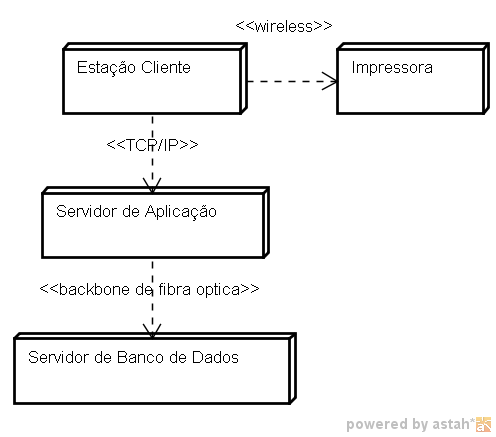 <<wireless>>
Estação Cliente
Impressora
<<TCP/IP>>
Servidor de Aplicação
<<backbone de fibra optica>>
Servidor de Banco de Dados
powered by astah*